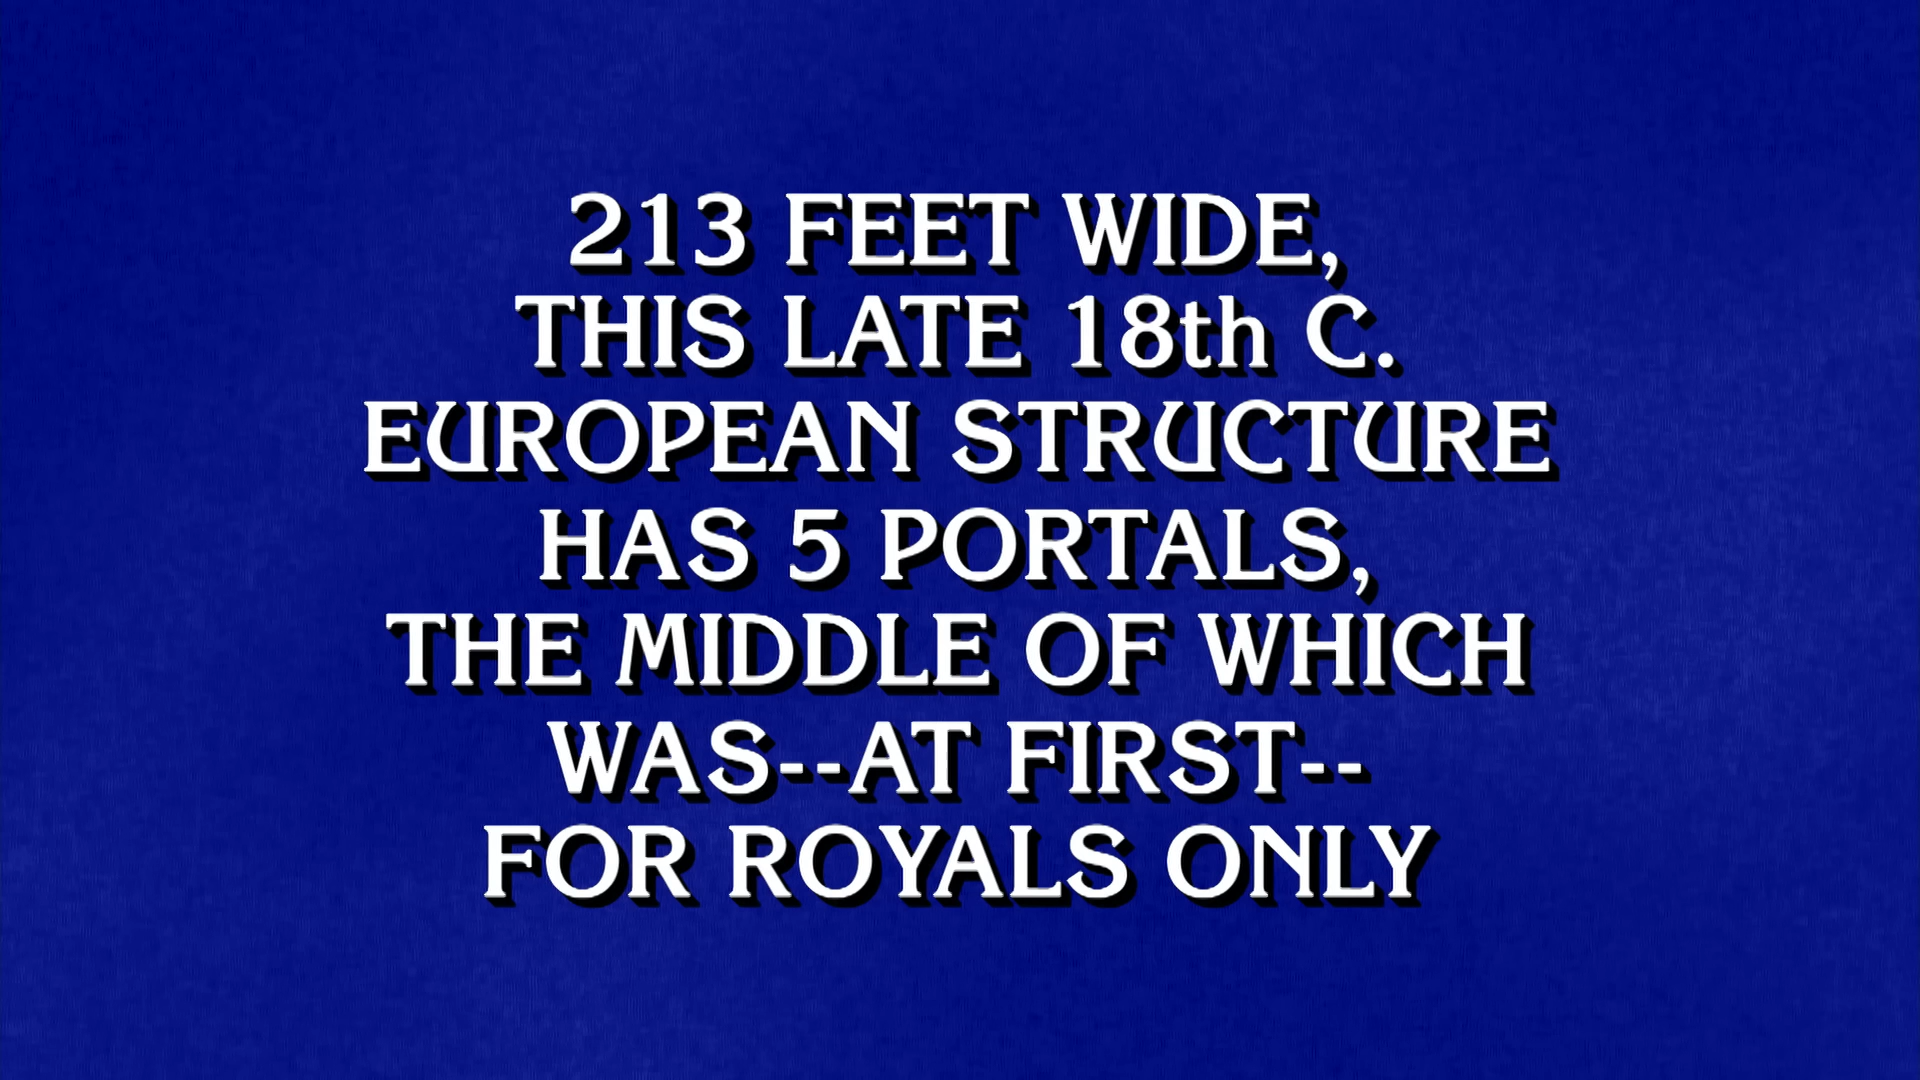 213 FEET WIDE,
THIS LATE 18th C.
EUROPEAN STRUCTURE
HAS 5 PORTALS,
THE MIDDLE OF WHICH
WAS--AT FIRST--
FOR ROYALS ONLY